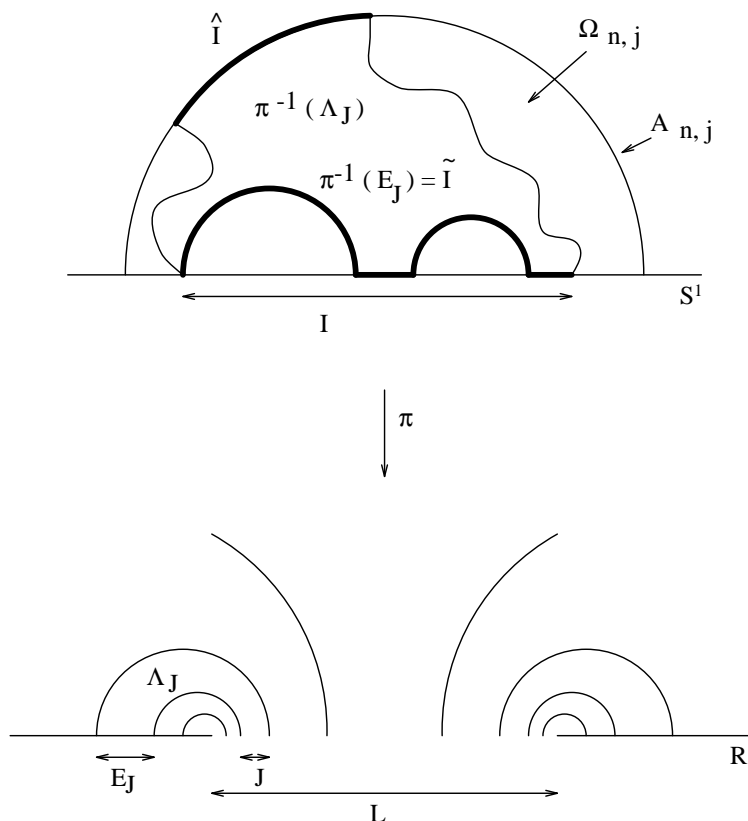 Î
Ω n, j
π⁻¹(Λ_J)
A n, j
π⁻¹(E_J) = Ĩ
S¹
I
π
Λ_J
R
E_J
J
L